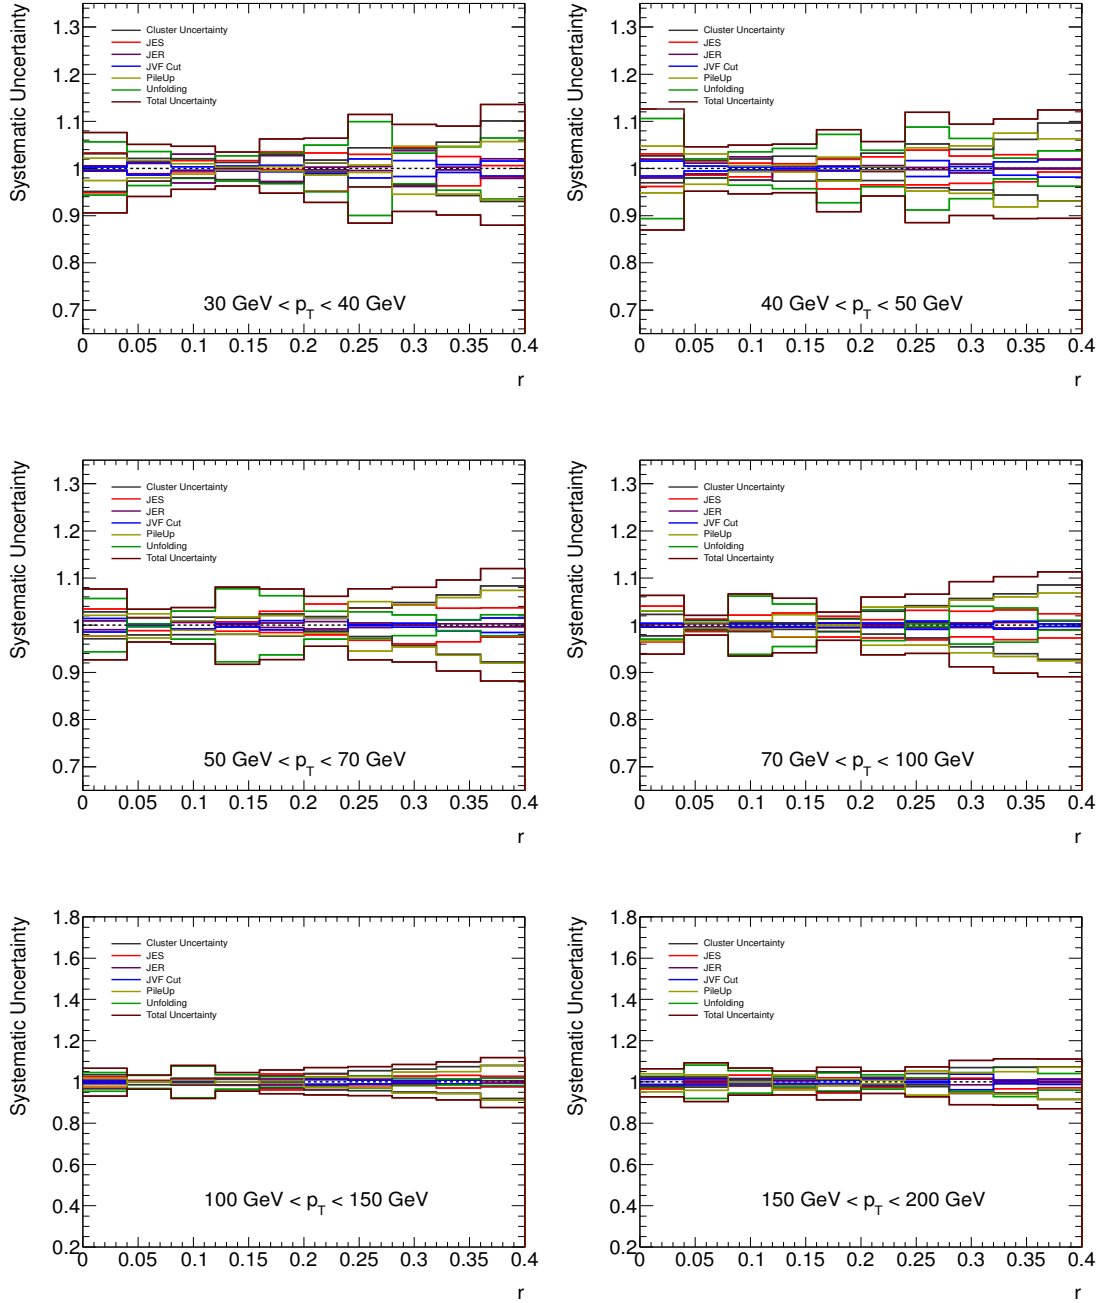 Systematic Uncertainty
1.3
1.2
1.1
1
0.9
0.8
0.7
Cluster Uncertainty
JES
JER
JVF Cut
PileUp
Unfolding
Total Uncertainty
30 GeV < p_T < 40 GeV
0 0.05 0.1 0.15 0.2 0.25 0.3 0.35 0.4
r
Systematic Uncertainty
1.3
1.2
1.1
1
0.9
0.8
0.7
Cluster Uncertainty
JES
JER
JVF Cut
PileUp
Unfolding
Total Uncertainty
40 GeV < p_T < 50 GeV
0 0.05 0.1 0.15 0.2 0.25 0.3 0.35 0.4
r
Systematic Uncertainty
1.3
1.2
1.1
1
0.9
0.8
0.7
Cluster Uncertainty
JES
JER
JVF Cut
PileUp
Unfolding
Total Uncertainty
50 GeV < p_T < 70 GeV
0 0.05 0.1 0.15 0.2 0.25 0.3 0.35 0.4
r
Systematic Uncertainty
1.3
1.2
1.1
1
0.9
0.8
0.7
Cluster Uncertainty
JES
JER
JVF Cut
PileUp
Unfolding
Total Uncertainty
70 GeV < p_T < 100 GeV
0 0.05 0.1 0.15 0.2 0.25 0.3 0.35 0.4
r
Systematic Uncertainty
1.8
1.6
1.4
1.2
1.0
0.8
0.6
0.4
0.2
Cluster Uncertainty
JES
JER
JVF Cut
PileUp
Unfolding
Total Uncertainty
100 GeV < p_T < 150 GeV
0 0.05 0.1 0.15 0.2 0.25 0.3 0.35 0.4
r
Systematic Uncertainty
1.8
1.6
1.4
1.2
1.0
0.8
0.6
0.4
0.2
Cluster Uncertainty
JES
JER
JVF Cut
PileUp
Unfolding
Total Uncertainty
150 GeV < p_T < 200 GeV
0 0.05 0.1 0.15 0.2 0.25 0.3 0.35 0.4
r